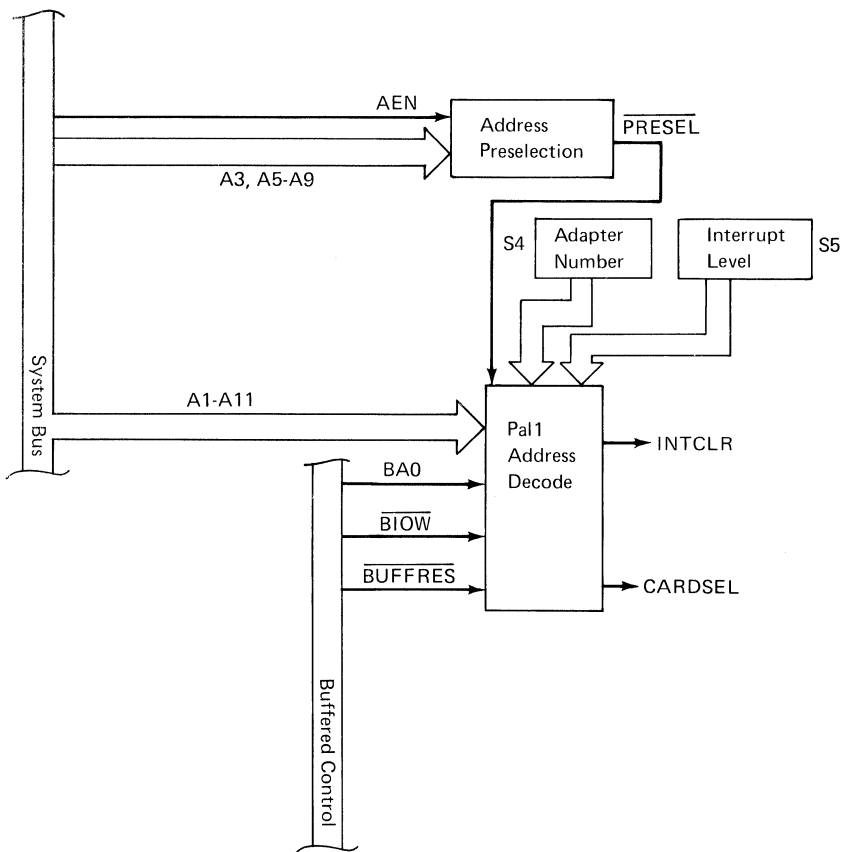 AEN
Address
Preselection
PRESEL
A3, A5-A9
S4
Adapter
Number
Interrupt
Level
S5
System Bus
A1-A11
Pal1
Address
Decode
INTCLR
BA0
BIOW
BUFFRES
CARDSEL
Buffered Control